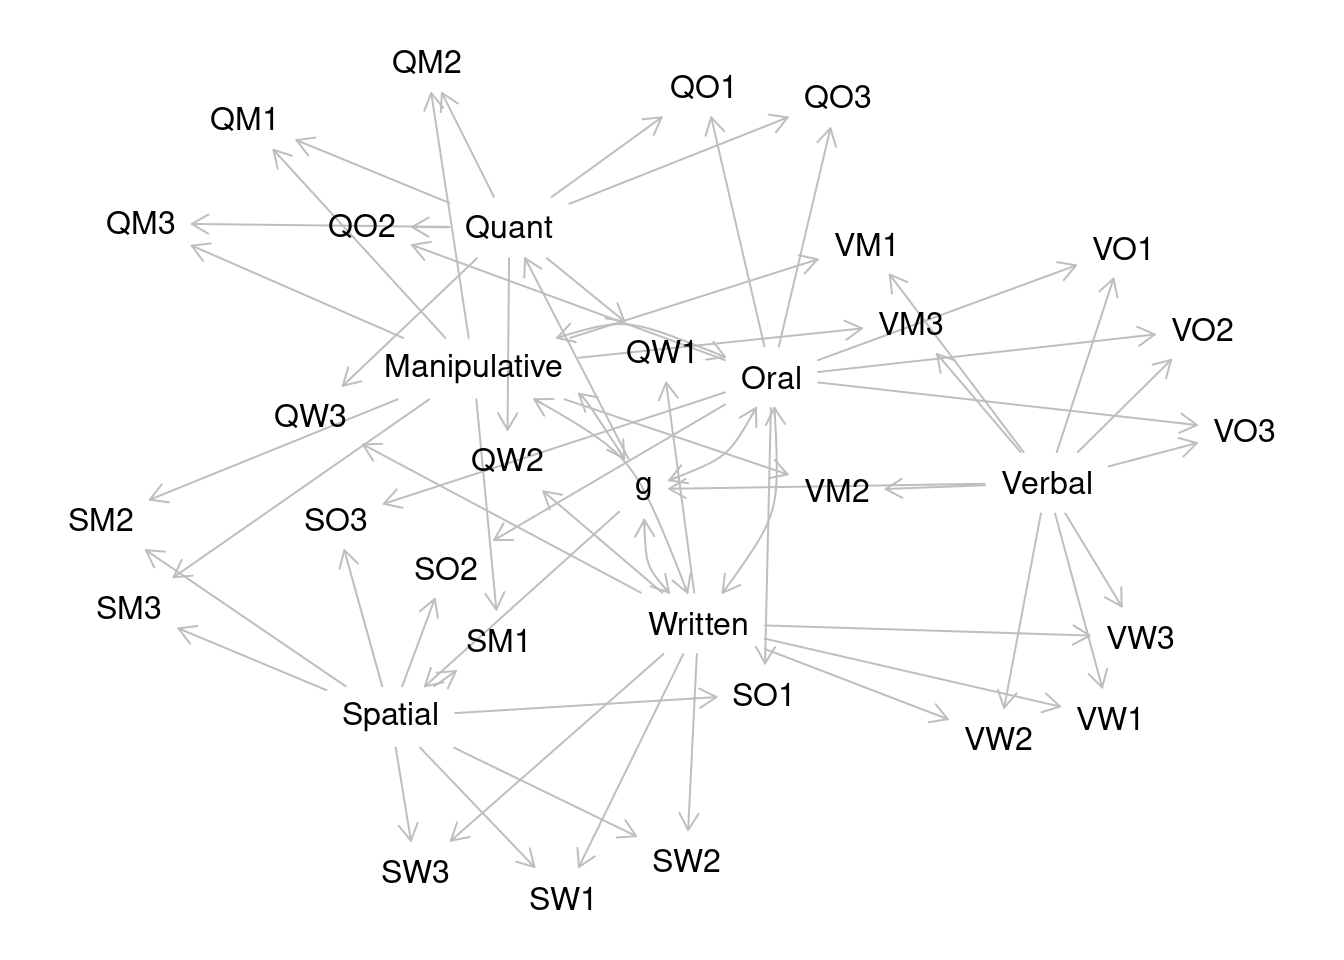 QM2
QO1
QO3
QM1
QM3
QO2
Quant
VM1
VO1
VM3
VO2
QW1
Manipulative
Oral
QW3
VO3
QW2
g
VM2
Verbal
SM2
SO3
SO2
SM3
Written
SM1
VW3
SO1
Spatial
VW1
VW2
SW2
SW3
SW1